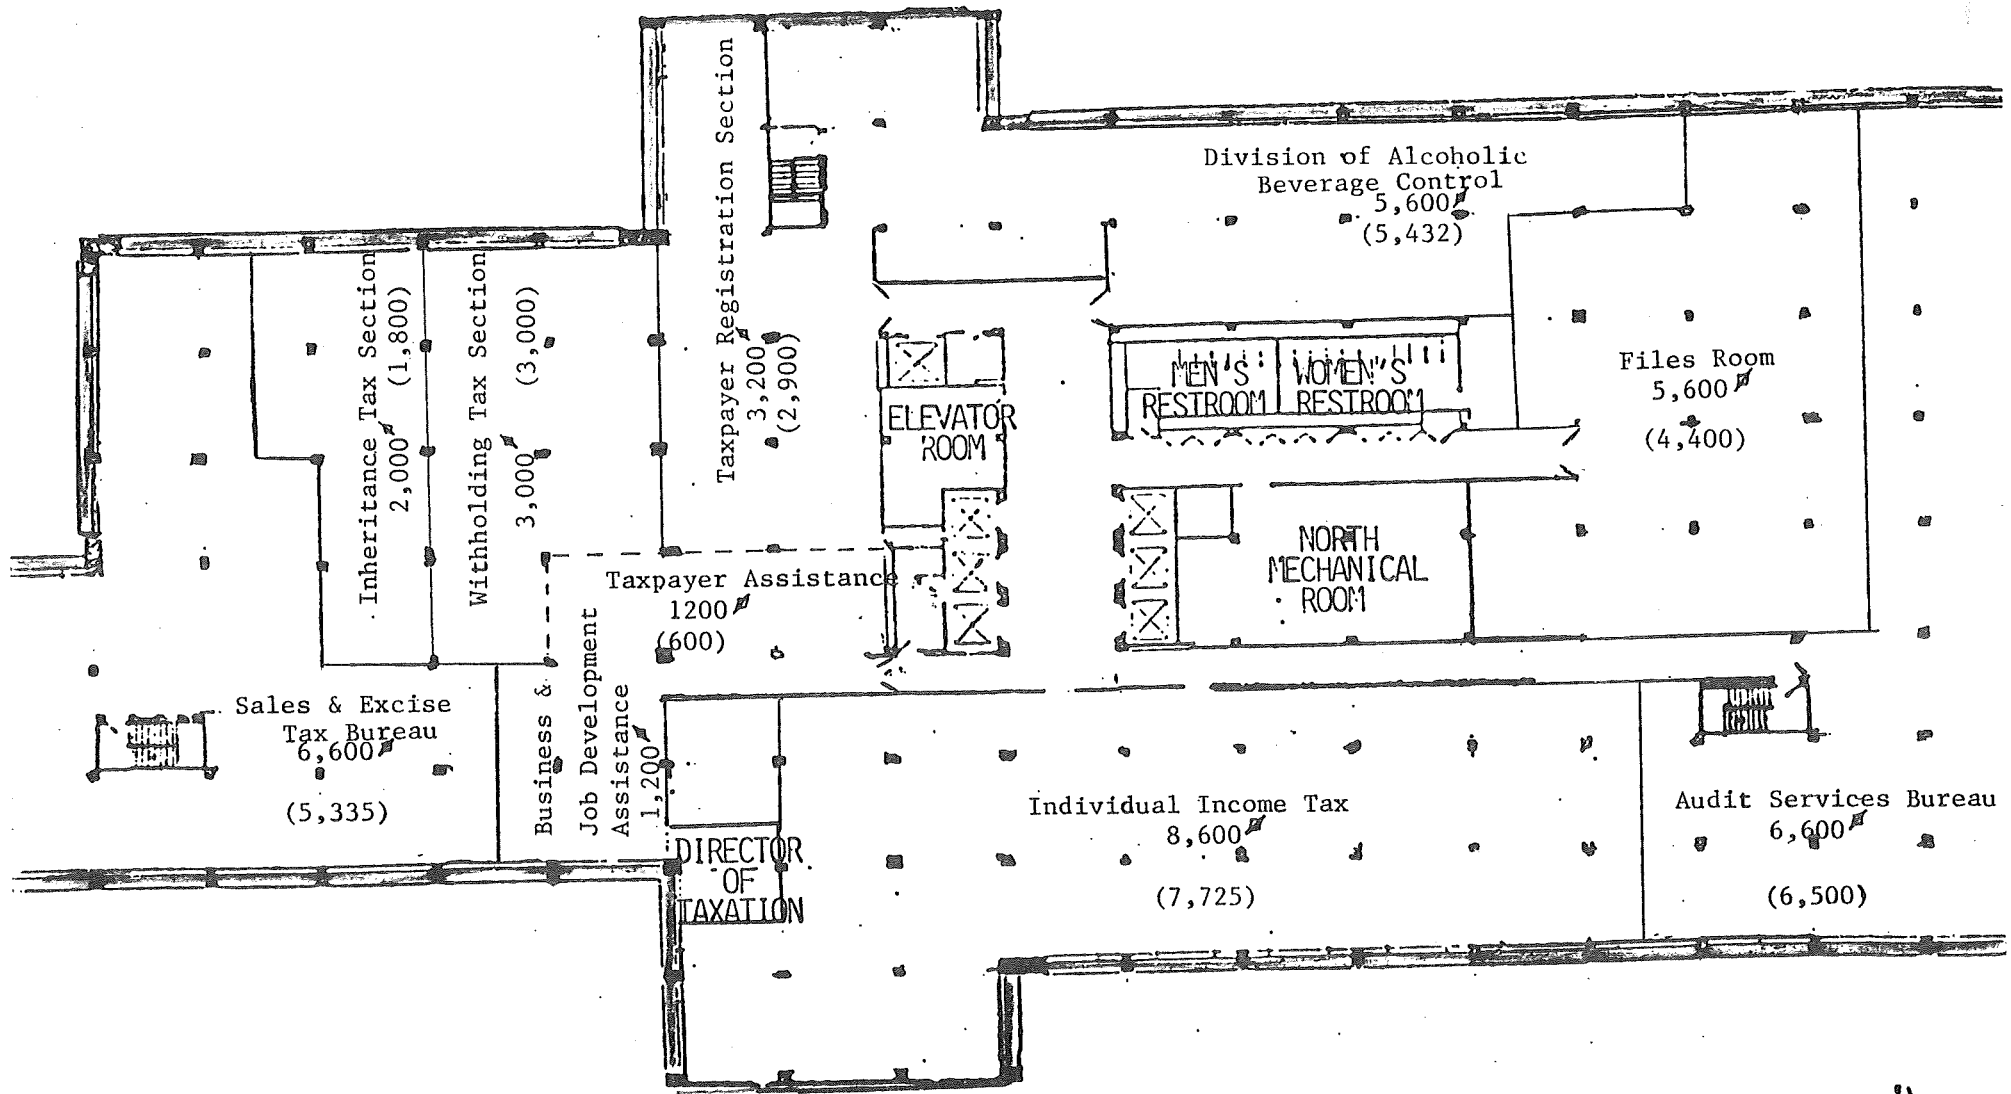 Taxpayer Registration Section
3,200
(2,900)
Division of Alcoholic
Beverage Control
5,600
(5,432)
Inheritance Tax Section
2,000 (1,800)
Withholding Tax Section
3,000 (3,000)
MEN'S
RESTROOM
WOMEN"S
RESTROOM
Files Room
5,600
(4,400)
ELEVATOR
ROOM
NORTH
MECHANICAL
ROOM
Taxpayer Assistance
1200
(600)
Business &
Job Development
Assistance
1,200
Sales & Excise
Tax Bureau
6,600
(5,335)
DIRECTOR
OF
TAXATION
Individual Income Tax
8,600
(7,725)
Audit Services Bureau
6,600
(6,500)